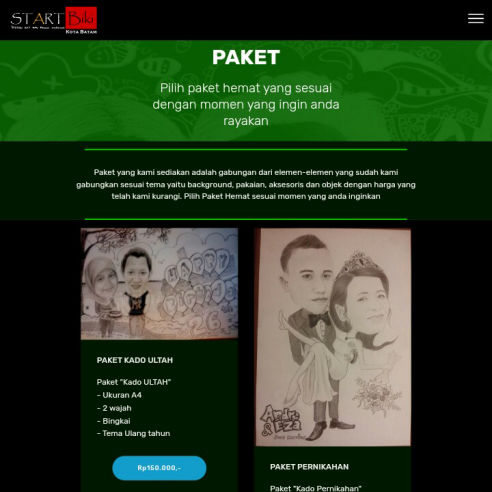 START Biki
KOTA BATAM
PAKET
Pilih paket hemat yang sesuai
dengan momen yang ingin anda
rayakan
Paket yang kami sediakan adalah gabungan dari elemen-elemen yang sudah kami
gabungkan sesuai tema yaitu background, pakaian, aksesoris dan objek dengan harga yang
telah kami kurangi. Pilih Paket Hemat sesuai momen yang anda inginkan
HAPPY
26
PAKET KADO ULTAH
Paket "Kado ULTAH"
- Ukuran A4
- 2 wajah
- Bingkai
- Tema Ulang tahun
Rp150.000,-
Andre
& EZA
PAKET PERNIKAHAN
Paket "Kado Pernikahan"